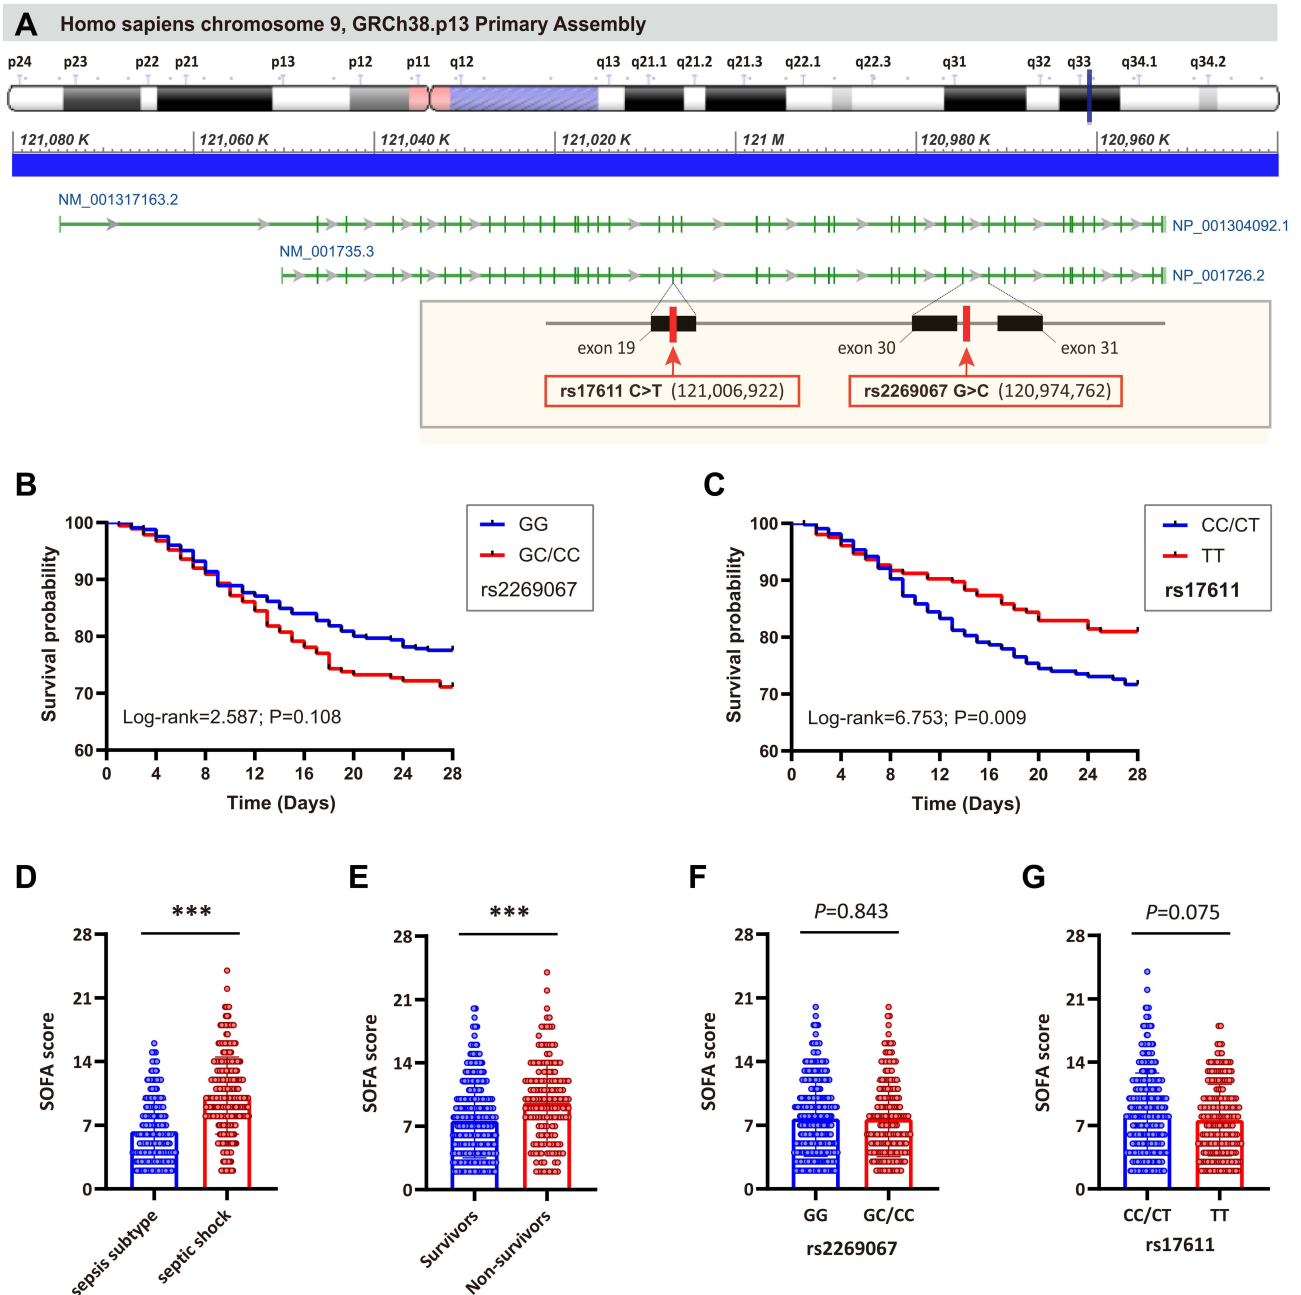 A Homo sapiens chromosome 9, GRCh38.p13 Primary Assembly
p24 p23 p22 p21 p13 p12 p11 q12 q13 q21.1 q21.2 q21.3 q22.1 q22.3 q31 q32 q33 q34.1 q34.2
121,080 K 121,060 K 121,040 K 121,020 K 121 M 120,980 K 120,960 K
NM_001317163.2
NP_001304092.1
NM_001735.3
NP_001726.2
exon 19 exon 30 exon 31
rs17611 C>T (121,006,922) rs2269067 G>C (120,974,762)
B
100
90
80
70
60
Survival probability
GG
GC/CC
rs2269067
Log-rank=2.587; P=0.108
0 4 8 12 16 20 24 28
Time (Days)
C
100
90
80
70
60
Survival probability
CC/CT
TT
rs17611
Log-rank=6.753; P=0.009
0 4 8 12 16 20 24 28
Time (Days)
D
***
28
21
14
7
0
SOFA score
sepsis subtype
septic shock
E
***
28
21
14
7
0
SOFA score
Survivors
Non-survivors
F
P=0.843
28
21
14
7
0
SOFA score
GG GC/CC
rs2269067
G
P=0.075
28
21
14
7
0
SOFA score
CC/CT TT
rs17611